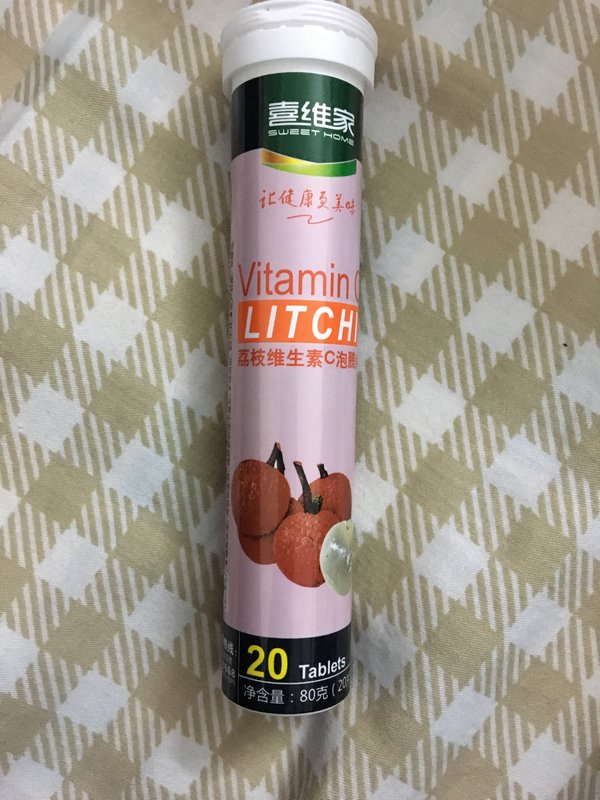 喜维家
SWEET HOME
让健康更美味
Vitamin C
LITCHI
荔枝维生素C泡腾
20 Tablets
净含量：80克（20